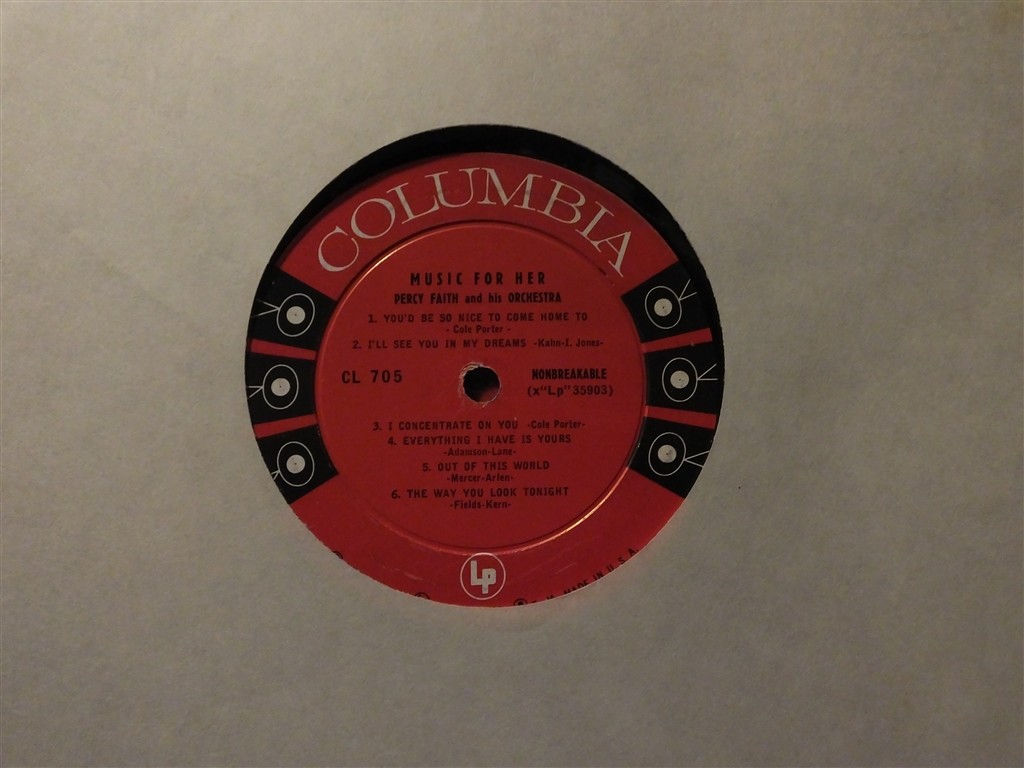 COLUMBIA
MUSIC FOR HER
PERCY FAITH and his ORCHESTRA
1. YOU'D BE SO NICE TO COME HOME TO
- Cole Porter -
2. I'LL SEE YOU IN MY DREAMS -Kahn-I. Jones-
CL 705
NONBREAKABLE
(x"Lp"35903)
3. I CONCENTRATE ON YOU -Cole Porter-
4. EVERYTHING I HAVE IS YOURS
-Adamson-Lane-
5. OUT OF THIS WORLD
-Mercer-Arlen-
6. THE WAY YOU LOOK TONIGHT
-Fields-Kern-
LP
MADE IN U.S.A.